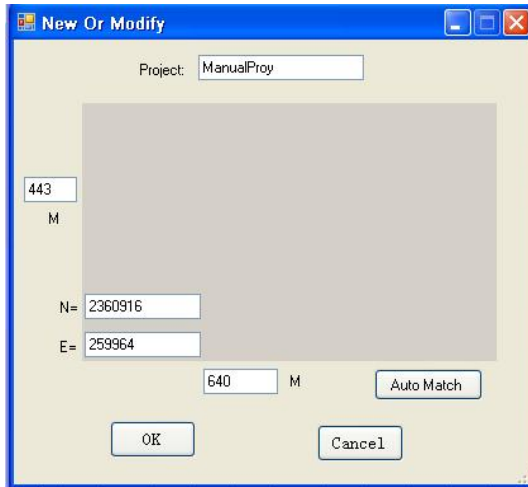 New Or Modify
Project: ManualProy
443
M
N= 2360916
E= 259964
640 M Auto Match
OK Cancel